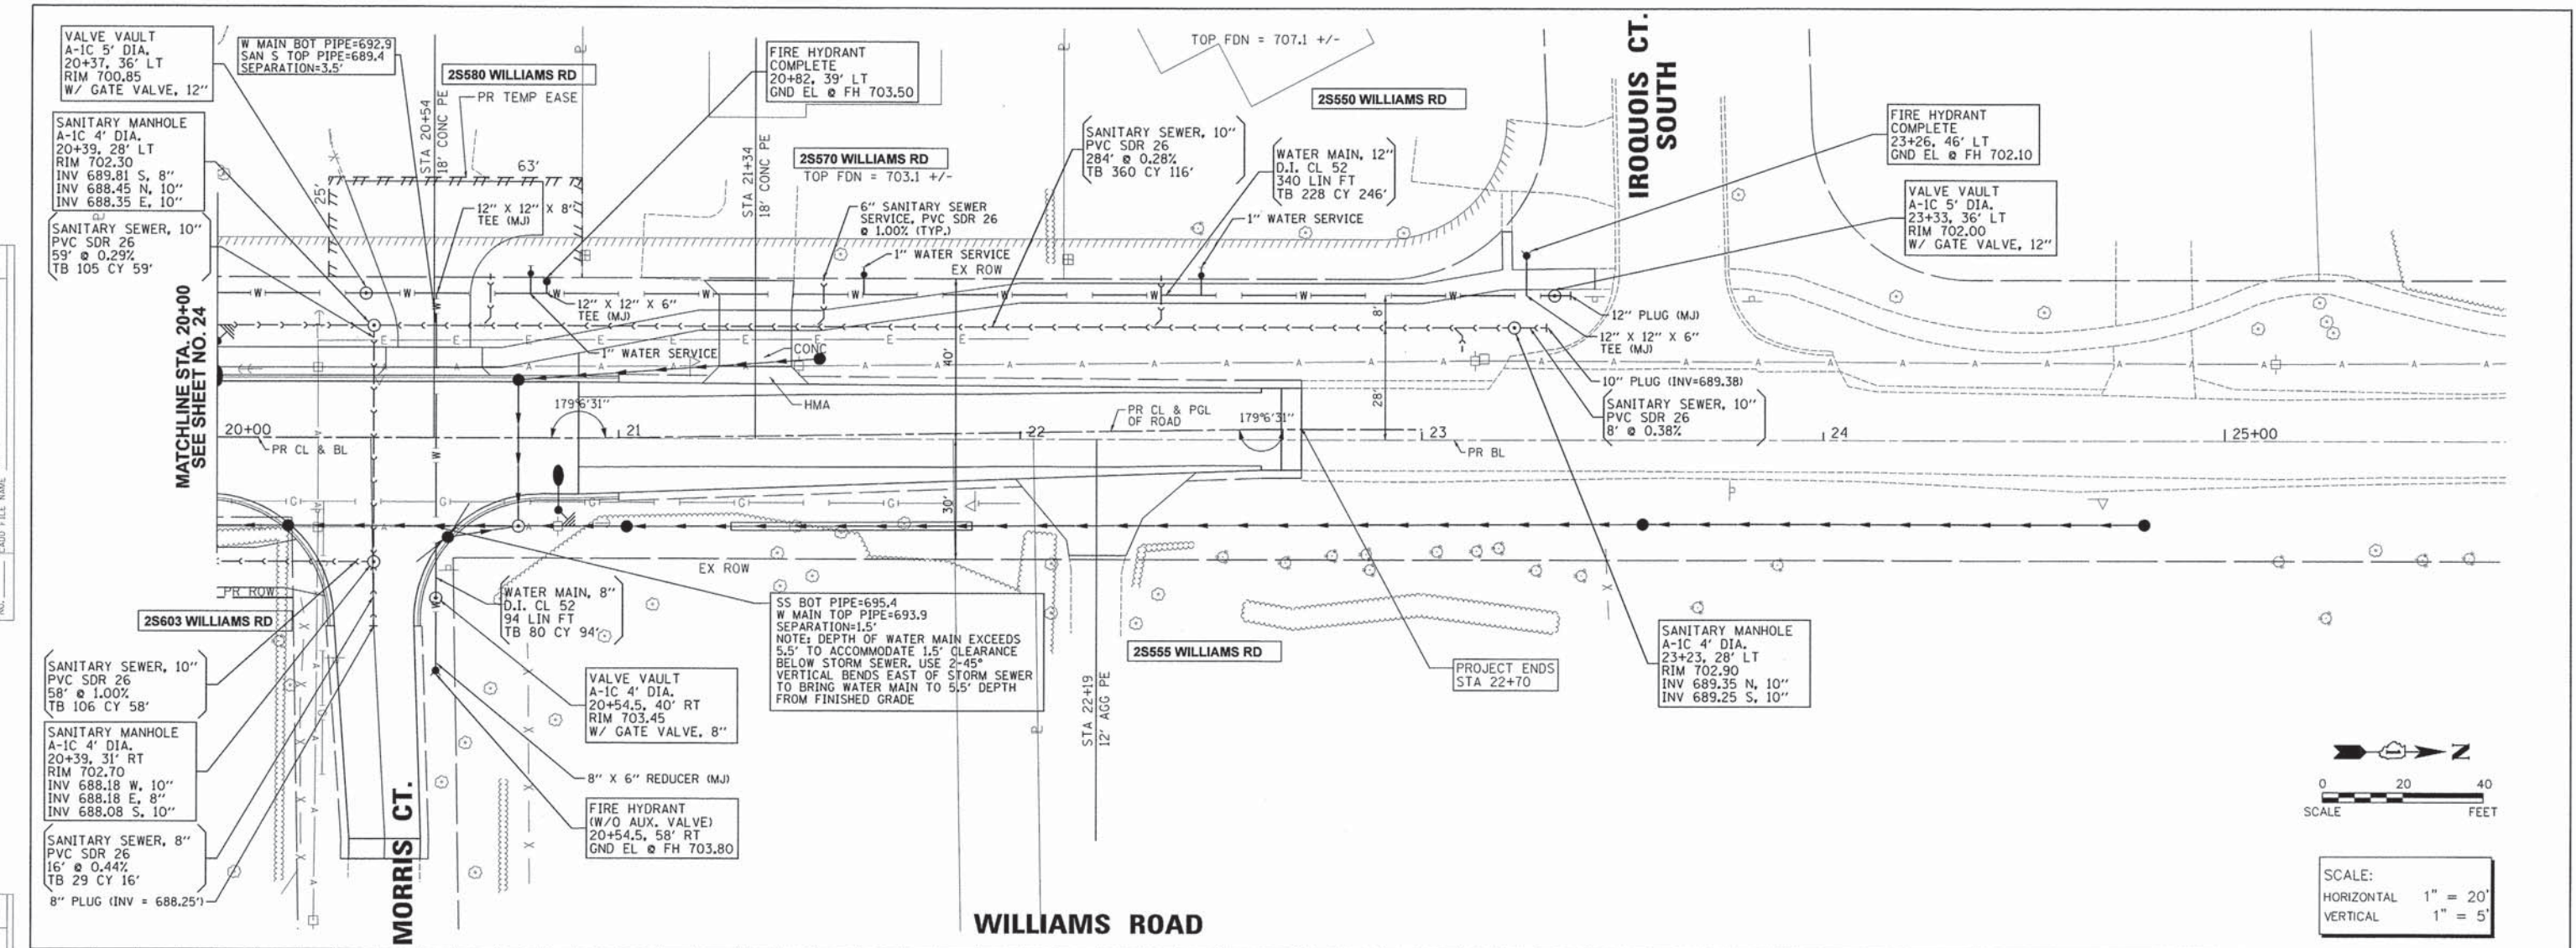 VALVE VAULT
A-1C 5' DIA.
20+37, 36' LT
RIM 700.85
W/ GATE VALVE, 12"
W MAIN BOT PIPE=692.9
SAN S TOP PIPE=689.4
SEPARATION=3.5'
2S580 WILLIAMS RD
PR TEMP EASE
STA 20+54
18' CONC PE
FIRE HYDRANT
COMPLETE
20+82, 39' LT
GND EL @ FH 703.50
TOP FDN = 707.1 +/-
2S550 WILLIAMS RD
IROQUOIS CT.
SOUTH
FIRE HYDRANT
COMPLETE
23+26, 46' LT
GND EL @ FH 702.10
SANITARY MANHOLE
A-1C 4' DIA.
20+39, 28' LT
RIM 702.30
INV 689.81 S, 8"
INV 688.45 N, 10"
INV 688.35 E, 10"
25'
63'
12" X 12" X 8"
TEE (MJ)
STA 21+34
18' CONC PE
2S570 WILLIAMS RD
TOP FDN = 703.1 +/-
6" SANITARY SEWER
SERVICE, PVC SDR 26
@ 1.00% (TYP.)
1" WATER SERVICE
EX ROW
SANITARY SEWER, 10"
PVC SDR 26
284' @ 0.28%
TB 360 CY 116'
WATER MAIN, 12"
D.I. CL 52
340 LIN FT
TB 228 CY 246'
1" WATER SERVICE
VALVE VAULT
A-1C 5' DIA.
23+33, 36' LT
RIM 702.00
W/ GATE VALVE, 12"
SANITARY SEWER, 10"
PVC SDR 26
59' @ 0.29%
TB 105 CY 59'
MATCHLINE STA. 20+00
SEE SHEET NO. 24
12" X 12" X 6"
TEE (MJ)
1" WATER SERVICE
CONC
HMA
40'
8'
28'
12" PLUG (MJ)
12" X 12" X 6"
TEE (MJ)
10" PLUG (INV=689.38)
SANITARY SEWER, 10"
PVC SDR 26
8' @ 0.38%
179°6'31"
PR CL & PGL
OF ROAD
179°6'31"
20+00
21
22
23
24
25+00
PR CL & BL
PR BL
30'
EX ROW
PR ROW
2S603 WILLIAMS RD
WATER MAIN, 8"
D.I. CL 52
94 LIN FT
TB 80 CY 94'
SS BOT PIPE=695.4
W MAIN TOP PIPE=693.9
SEPARATION=1.5'
NOTE: DEPTH OF WATER MAIN EXCEEDS
5.5' TO ACCOMMODATE 1.5' CLEARANCE
BELOW STORM SEWER. USE 2-45°
VERTICAL BENDS EAST OF STORM SEWER
TO BRING WATER MAIN TO 5.5' DEPTH
FROM FINISHED GRADE
2S555 WILLIAMS RD
STA 22+19
12' AGG PE
PROJECT ENDS
STA 22+70
SANITARY MANHOLE
A-1C 4' DIA.
23+23, 28' LT
RIM 702.90
INV 689.35 N, 10"
INV 689.25 S, 10"
SANITARY SEWER, 10"
PVC SDR 26
58' @ 1.00%
TB 106 CY 58'
SANITARY MANHOLE
A-1C 4' DIA.
20+39, 31' RT
RIM 702.70
INV 688.18 W, 10"
INV 688.18 E, 8"
INV 688.08 S, 10"
SANITARY SEWER, 8"
PVC SDR 26
16' @ 0.44%
TB 29 CY 16'
8" PLUG (INV = 688.25')
MORRIS CT.
VALVE VAULT
A-1C 4' DIA.
20+54.5, 40' RT
RIM 703.45
W/ GATE VALVE, 8"
8" X 6" REDUCER (MJ)
FIRE HYDRANT
(W/O AUX. VALVE)
20+54.5, 58' RT
GND EL @ FH 703.80
WILLIAMS ROAD
N
0 20 40
SCALE FEET
SCALE:
HORIZONTAL 1" = 20'
VERTICAL 1" = 5'
CADD FILE NAME
NO.